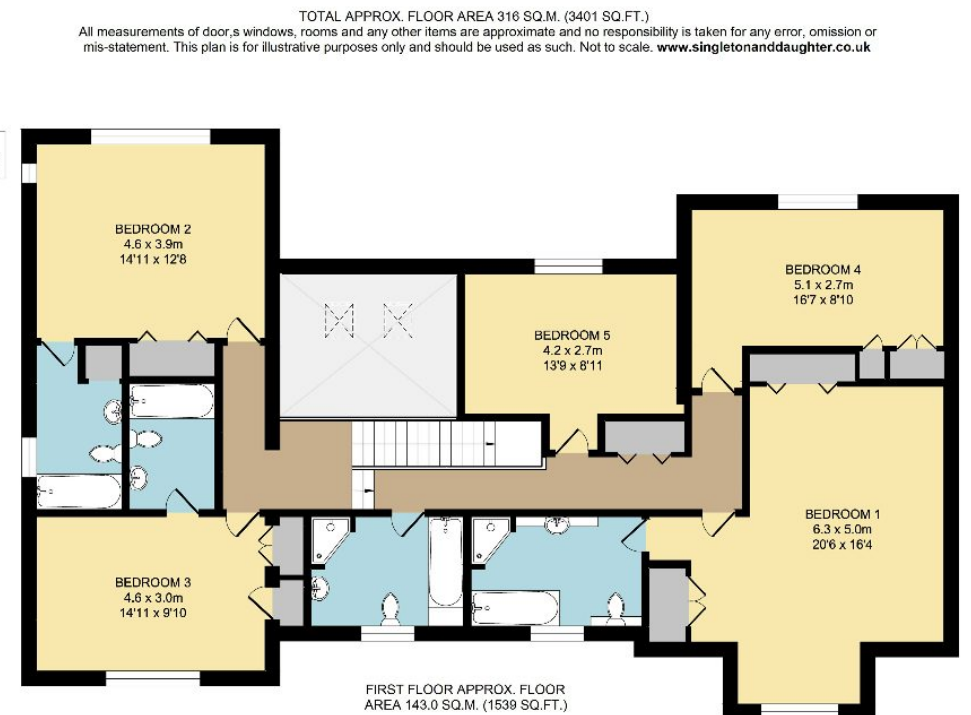 TOTAL APPROX. FLOOR AREA 316 SQ.M. (3401 SQ.FT.)
All measurements of door,s windows, rooms and any other items are approximate and no responsibility is taken for any error, omission or
mis-statement. This plan is for illustrative purposes only and should be used as such. Not to scale. www.singletonanddaughter.co.uk
BEDROOM 2
4.6 x 3.9m
14'11 x 12'8
BEDROOM 4
5.1 x 2.7m
16'7 x 8'10
BEDROOM 5
4.2 x 2.7m
13'9 x 8'11
BEDROOM 1
6.3 x 5.0m
20'6 x 16'4
BEDROOM 3
4.6 x 3.0m
14'11 x 9'10
FIRST FLOOR APPROX. FLOOR
AREA 143.0 SQ.M. (1539 SQ.FT.)